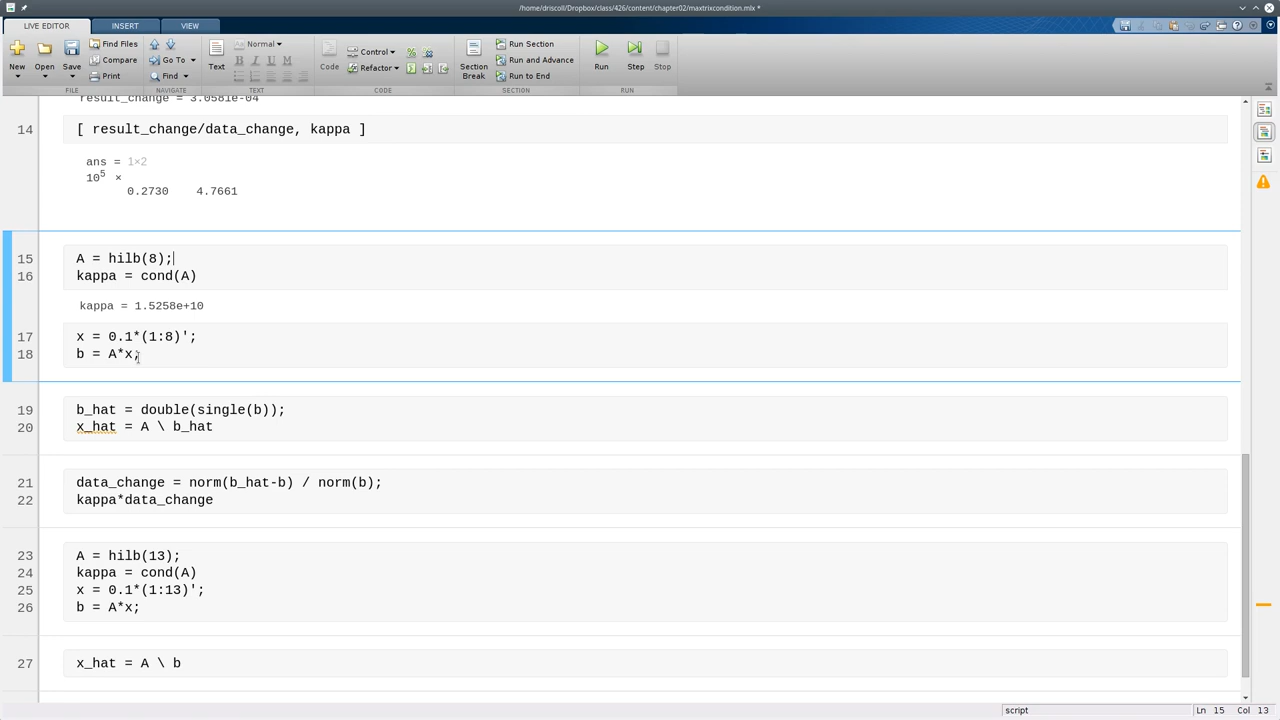 /home/driscoll/Dropbox/class/426/content/chapter02/maxtrixcondition.mlx *
LIVE EDITOR INSERT VIEW
New Open Save Find Files Compare Print
FILE
Go To Find
NAVIGATE
Text Normal B I U M
TEXT
Code Control Refactor
CODE
Section Break Run Section Run and Advance Run to End
SECTION
Run Step Stop
RUN
result_change = 3.0581e-04
14 [ result_change/data_change, kappa ]
ans = 1×2
10^5 ×
0.2730 4.7661
15 A = hilb(8);
16 kappa = cond(A)
kappa = 1.5258e+10
17 x = 0.1*(1:8)';
18 b = A*x;
19 b_hat = double(single(b));
20 x_hat = A \ b_hat
21 data_change = norm(b_hat-b) / norm(b);
22 kappa*data_change
23 A = hilb(13);
24 kappa = cond(A)
25 x = 0.1*(1:13)';
26 b = A*x;
27 x_hat = A \ b
script Ln 15 Col 13